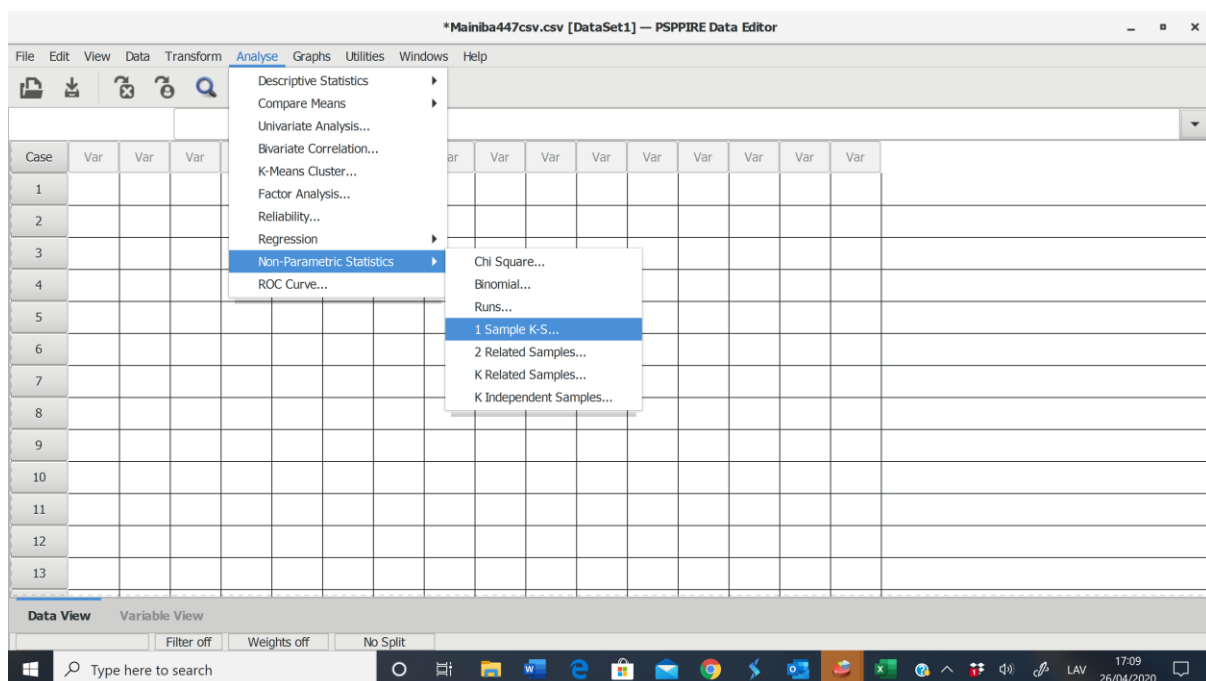 *Mainiba447csv.csv [DataSet1] — PSPPIRE Data Editor
File Edit View Data Transform Analyse Graphs Utilities Windows Help
Descriptive Statistics
Compare Means
Univariate Analysis...
Bivariate Correlation...
Case Var Var Var ar Var Var Var Var Var Var Var Var
K-Means Cluster...
1
Factor Analysis...
Reliability...
2
Regression
3
Non-Parametric Statistics
Chi Square...
4
ROC Curve...
Binomial...
5
Runs...
6
1 Sample K-S...
2 Related Samples...
7
K Related Samples...
8
K Independent Samples...
9
10
11
12
13
Data View Variable View
Filter off Weights off No Split
Type here to search
LAV
17:09
26/04/2020